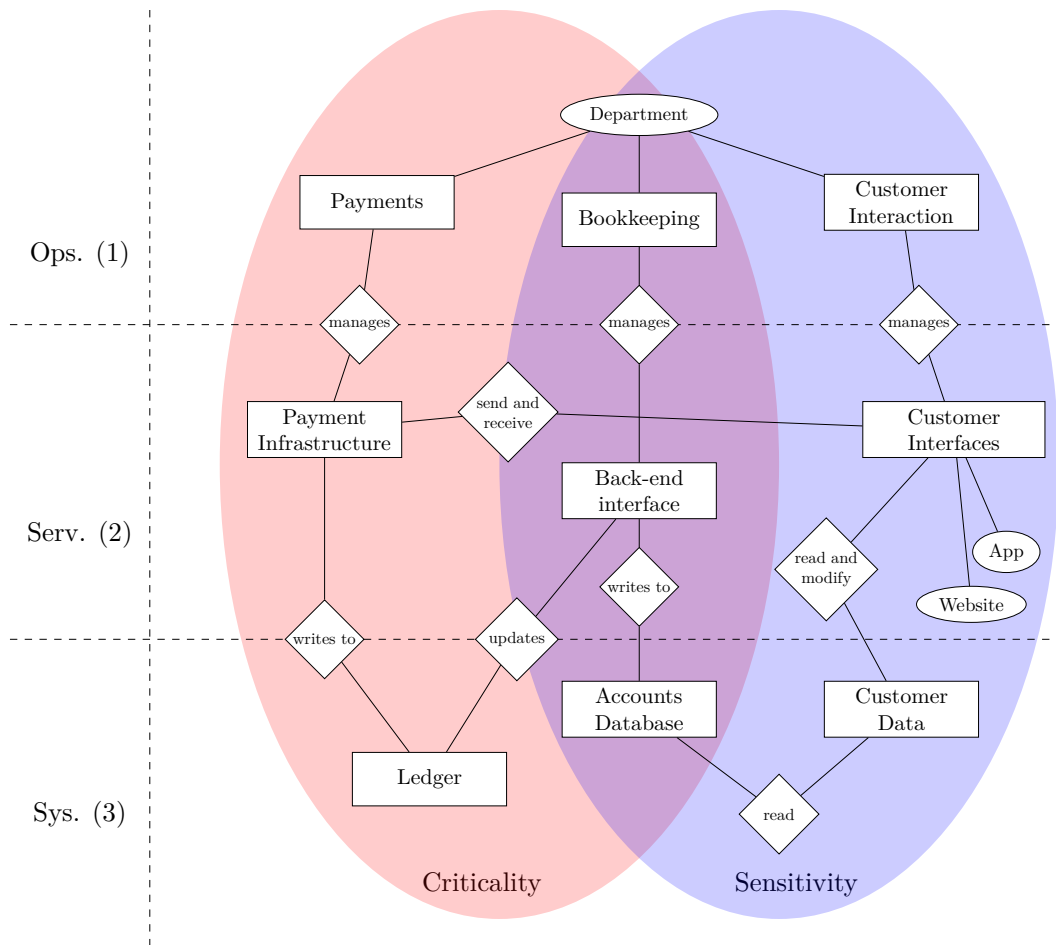 Department
Payments
Bookkeeping
Customer
Interaction
Ops. (1)
manages
manages
manages
send and
receive
Payment
Infrastructure
Customer
Interfaces
Back-end
interface
Serv. (2)
read and
modify
App
writes to
Website
writes to
updates
Accounts
Database
Customer
Data
Ledger
Sys. (3)
read
Criticality
Sensitivity